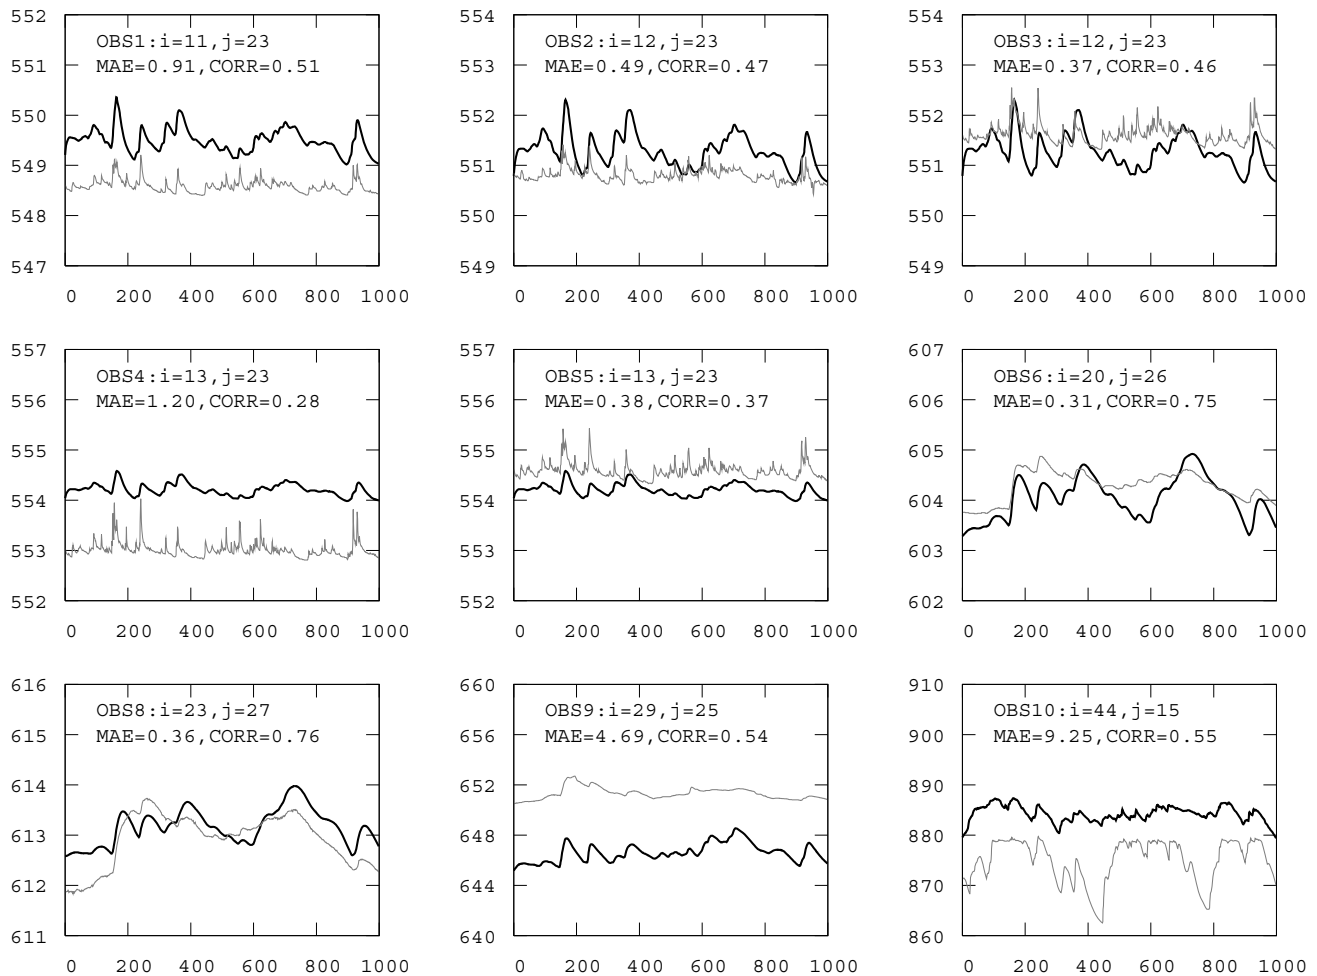 552
551
550
549
548
547
OBS1:i=11,j=23
MAE=0.91,CORR=0.51
0 200 400 600 800 1000
554
553
552
551
550
549
OBS2:i=12,j=23
MAE=0.49,CORR=0.47
0 200 400 600 800 1000
554
553
552
551
550
549
OBS3:i=12,j=23
MAE=0.37,CORR=0.46
0 200 400 600 800 1000
557
556
555
554
553
552
OBS4:i=13,j=23
MAE=1.20,CORR=0.28
0 200 400 600 800 1000
557
556
555
554
553
552
OBS5:i=13,j=23
MAE=0.38,CORR=0.37
0 200 400 600 800 1000
607
606
605
604
603
602
OBS6:i=20,j=26
MAE=0.31,CORR=0.75
0 200 400 600 800 1000
616
615
614
613
612
611
OBS8:i=23,j=27
MAE=0.36,CORR=0.76
0 200 400 600 800 1000
660
656
652
648
644
640
OBS9:i=29,j=25
MAE=4.69,CORR=0.54
0 200 400 600 800 1000
910
900
890
880
870
860
OBS10:i=44,j=15
MAE=9.25,CORR=0.55
0 200 400 600 800 1000